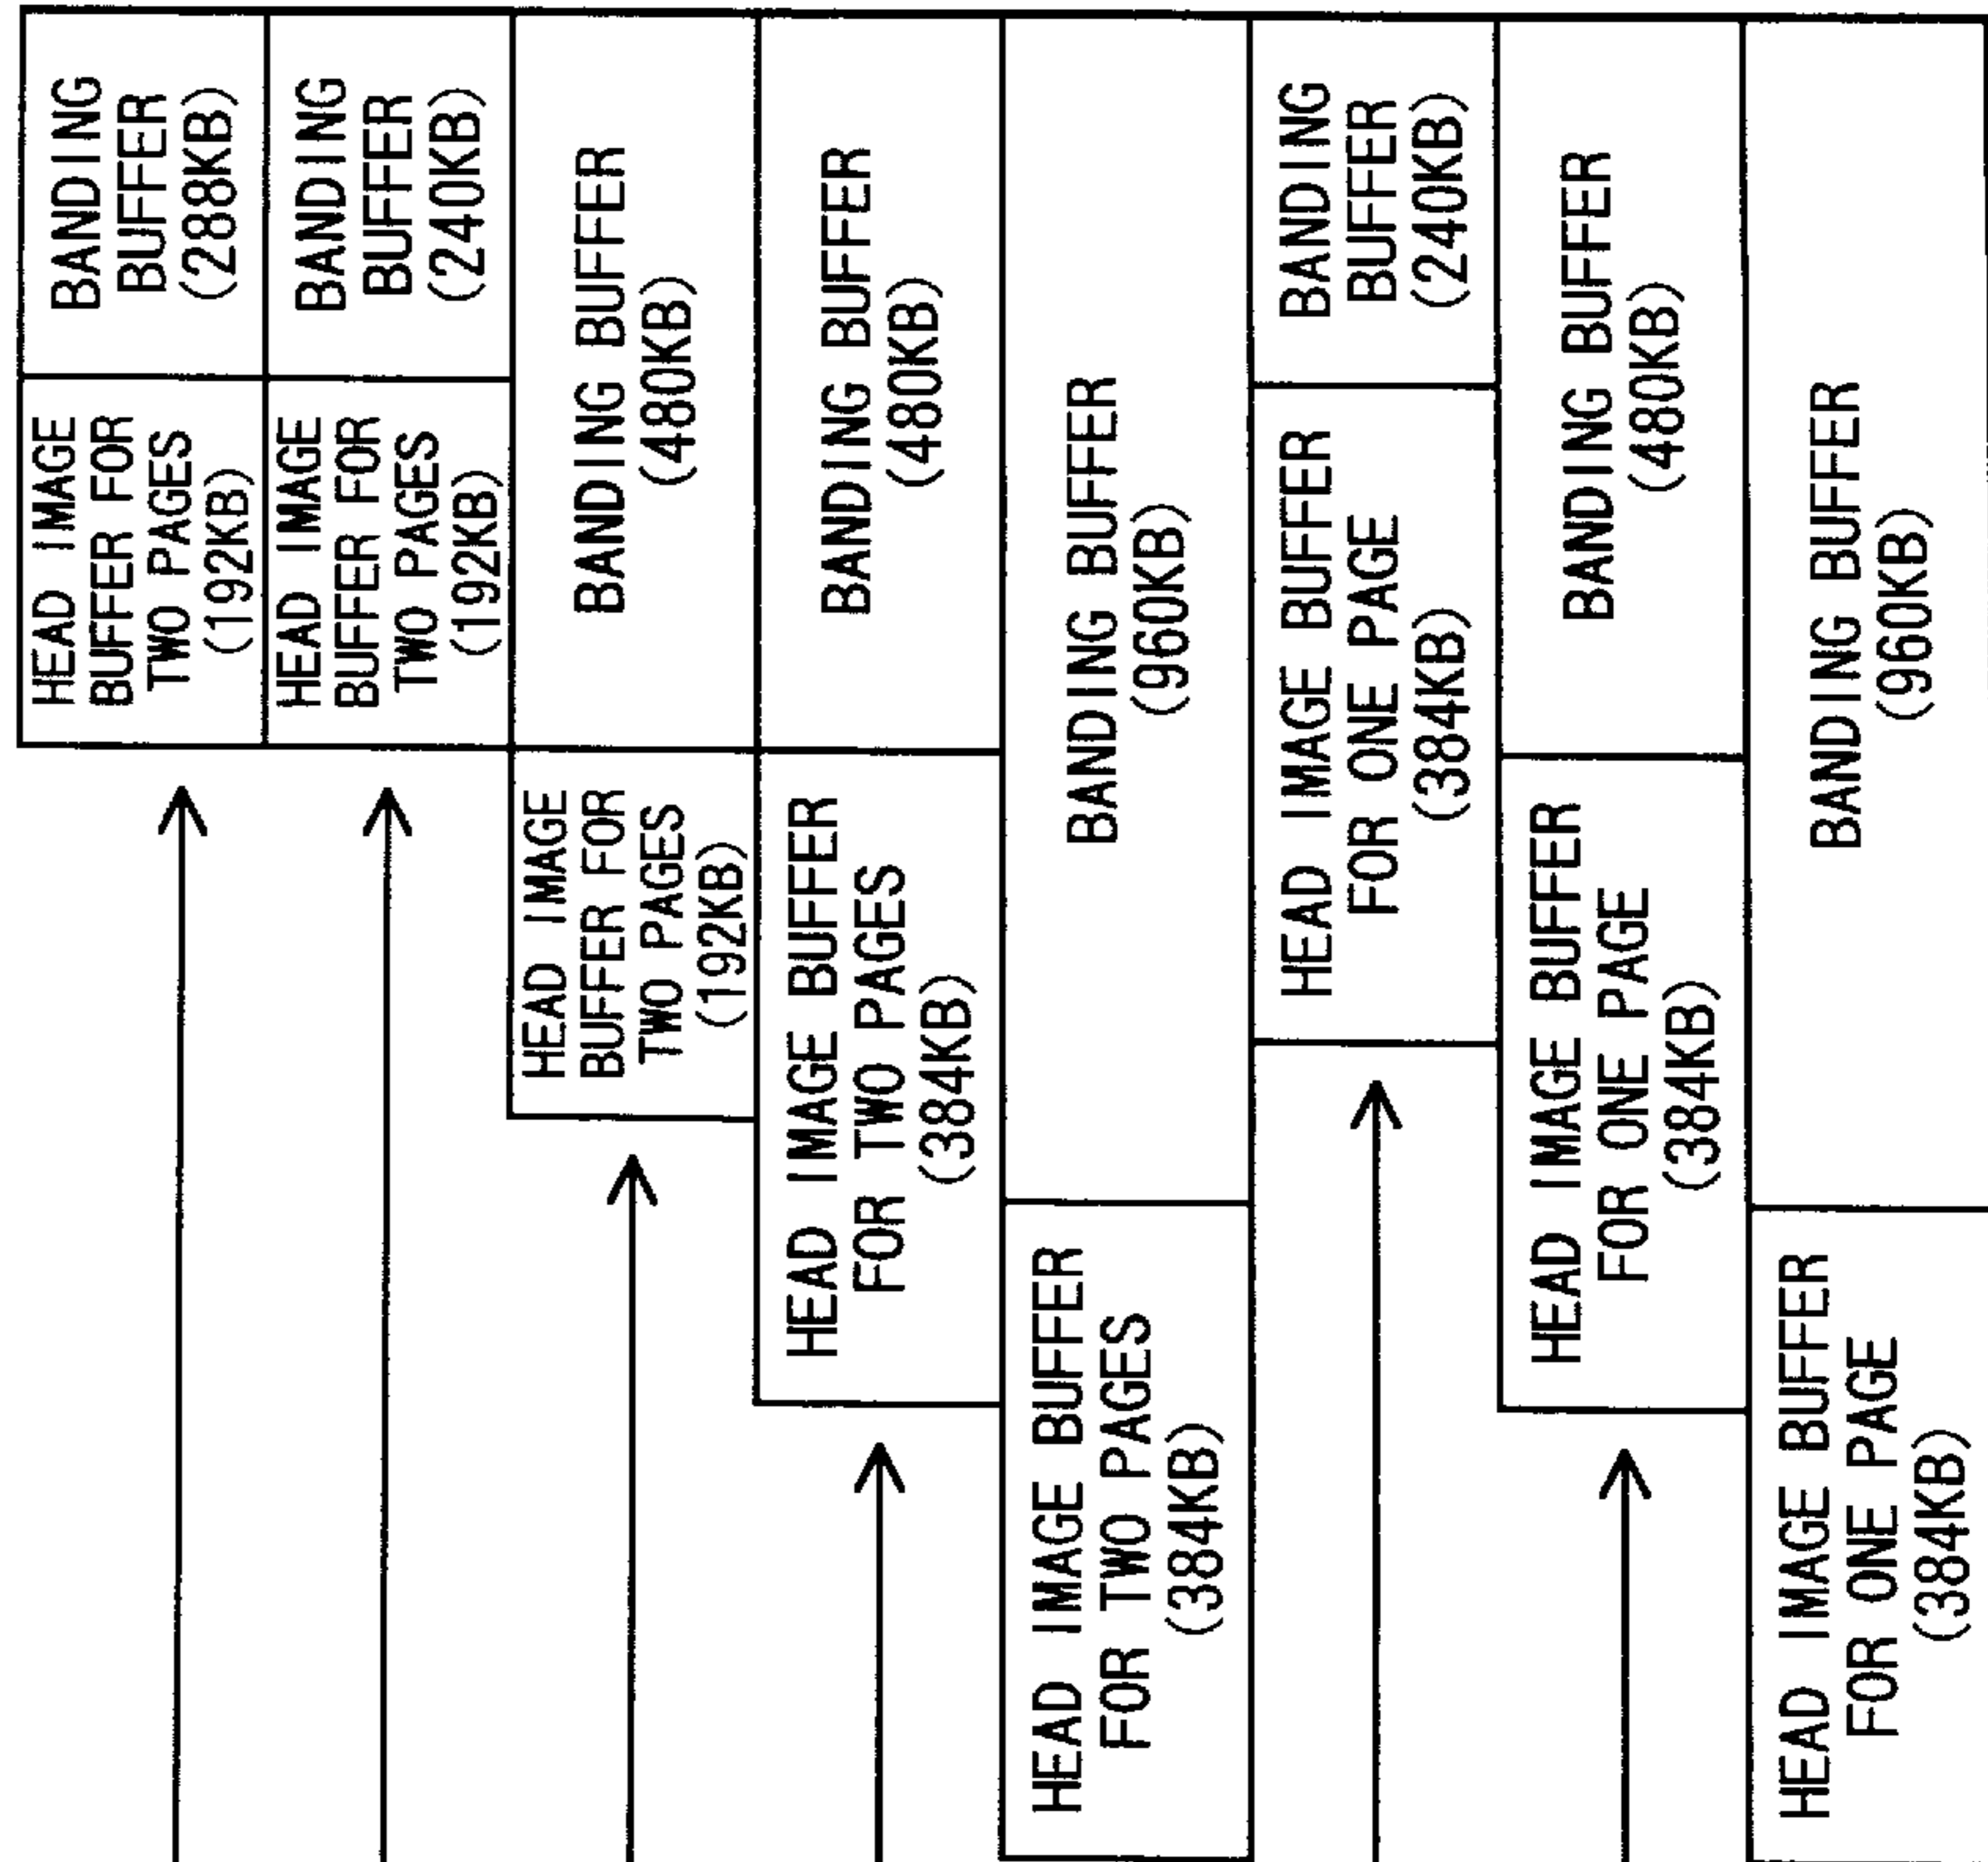 HEAD IMAGE
BUFFER FOR
TWO PAGES
(192KB)
BANDING
BUFFER
(288KB)
HEAD IMAGE
BUFFER FOR
TWO PAGES
(192KB)
BANDING
BUFFER
(240KB)
HEAD IMAGE
BUFFER FOR
TWO PAGES
(192KB)
BANDING BUFFER
(480KB)
HEAD IMAGE BUFFER
FOR TWO PAGES
(384KB)
BANDING BUFFER
(480KB)
HEAD IMAGE BUFFER
FOR TWO PAGES
(384KB)
BANDING BUFFER
(960KB)
HEAD IMAGE BUFFER
FOR ONE PAGE
(384KB)
BANDING
BUFFER
(240KB)
HEAD IMAGE BUFFER
FOR ONE PAGE
(384KB)
BANDING BUFFER
(480KB)
HEAD IMAGE BUFFER
FOR ONE PAGE
(384KB)
BANDING BUFFER
(960KB)